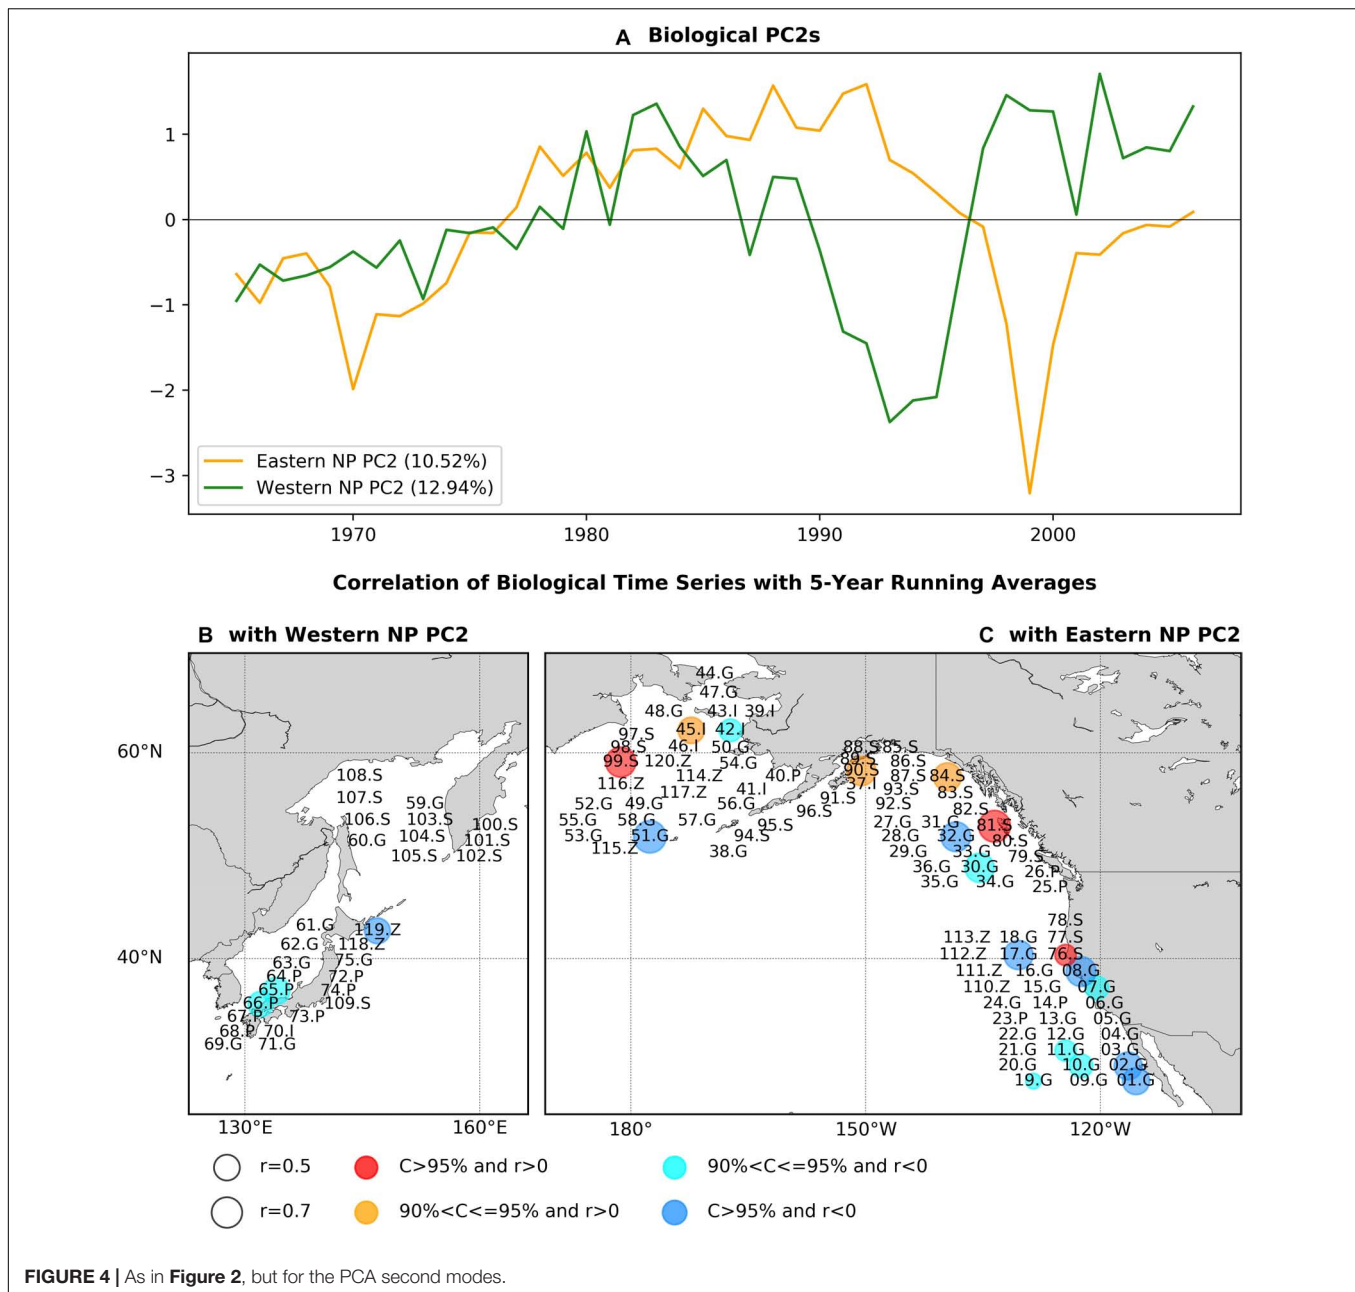 A Biological PC2s
1
0
−1
−2
−3
Eastern NP PC2 (10.52%)
Western NP PC2 (12.94%)
1970 1980 1990 2000
Correlation of Biological Time Series with 5-Year Running Averages
B with Western NP PC2
C with Eastern NP PC2
60°N
40°N
108.S
107.S
59.G
106.S 103.S 100.S
60.G 104.S 101.S
105.S 102.S
61.G 119.Z
62.G 118.Z
63.G 75.G
64.P 72.P
65.P 74.P
66.P 109.S
67.P 73.P
68.P 70.I
69.G 71.G
130°E 160°E
44.G
47.G
48.G 43.I 39.I
97.S 45.I 42.I
98.S 46.I 50.G 88.S 85.S
99.S 120.Z 54.G 89.S 86.S
116.Z 114.Z 40.P 90.S 87.S 84.S
117.Z 41.I 37.I 93.S 83.S
52.G 49.G 56.G 91.S 92.S 82.S
55.G 58.G 57.G 95.S 96.S 27.G 31.G 81.S
53.G 51.G 94.S 28.G 32.G 80.S
115.Z 38.G 29.G 33.G 79.S
36.G 30.G 26.P
35.G 34.G 25.P
78.S
113.Z 18.G 77.S
112.Z 17.G 76.S
111.Z 16.G 08.G
110.Z 15.G 07.G
24.G 14.P 06.G
23.P 13.G 05.G
22.G 12.G 04.G
21.G 11.G 03.G
20.G 10.G 02.G
19.G 09.G 01.G
180° 150°W 120°W
r=0.5 C>95% and r>0 90%<C<=95% and r<0
r=0.7 90%<C<=95% and r>0 C>95% and r<0
FIGURE 4 | As in Figure 2, but for the PCA second modes.